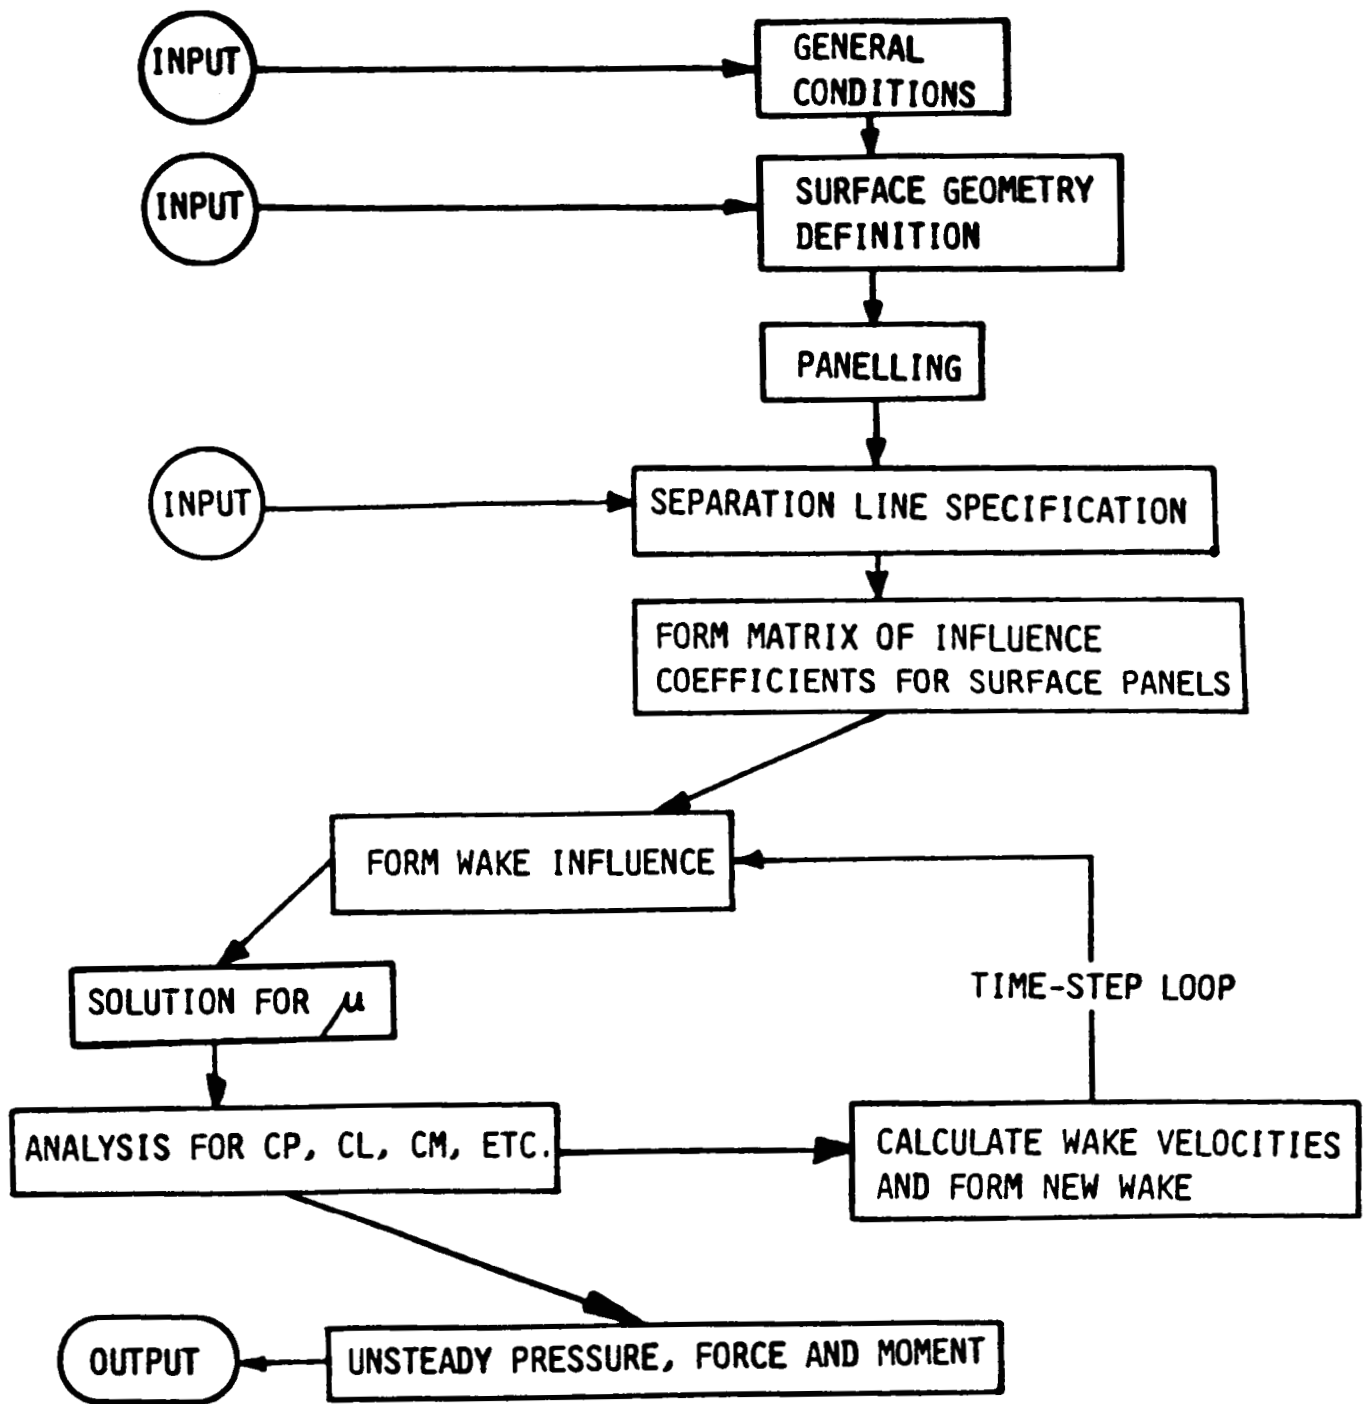 INPUT
GENERAL
CONDITIONS
INPUT
SURFACE GEOMETRY
DEFINITION
PANELLING
INPUT
SEPARATION LINE SPECIFICATION
FORM MATRIX OF INFLUENCE
COEFFICIENTS FOR SURFACE PANELS
FORM WAKE INFLUENCE
TIME-STEP LOOP
SOLUTION FOR μ
ANALYSIS FOR CP, CL, CM, ETC.
CALCULATE WAKE VELOCITIES
AND FORM NEW WAKE
OUTPUT
UNSTEADY PRESSURE, FORCE AND MOMENT